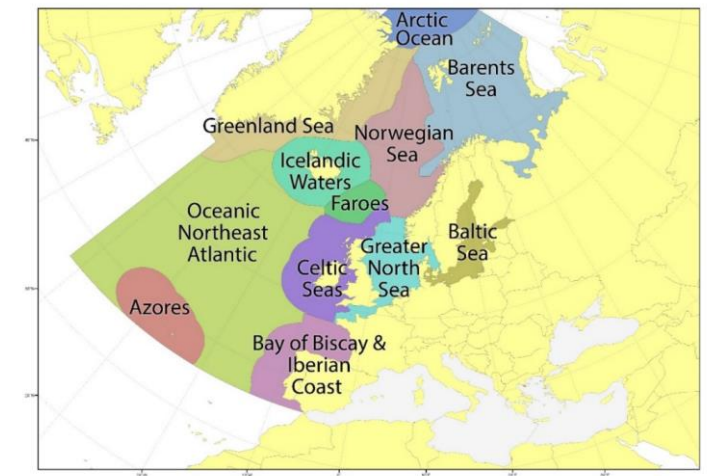 Arctic
Ocean
Barents
Sea
Greenland Sea
Norwegian
Sea
Icelandic
Waters
Faroes
Oceanic
Northeast
Atlantic
Baltic
Sea
Greater
North
Sea
Celtic
Seas
Azores
Bay of Biscay &
Iberian
Coast